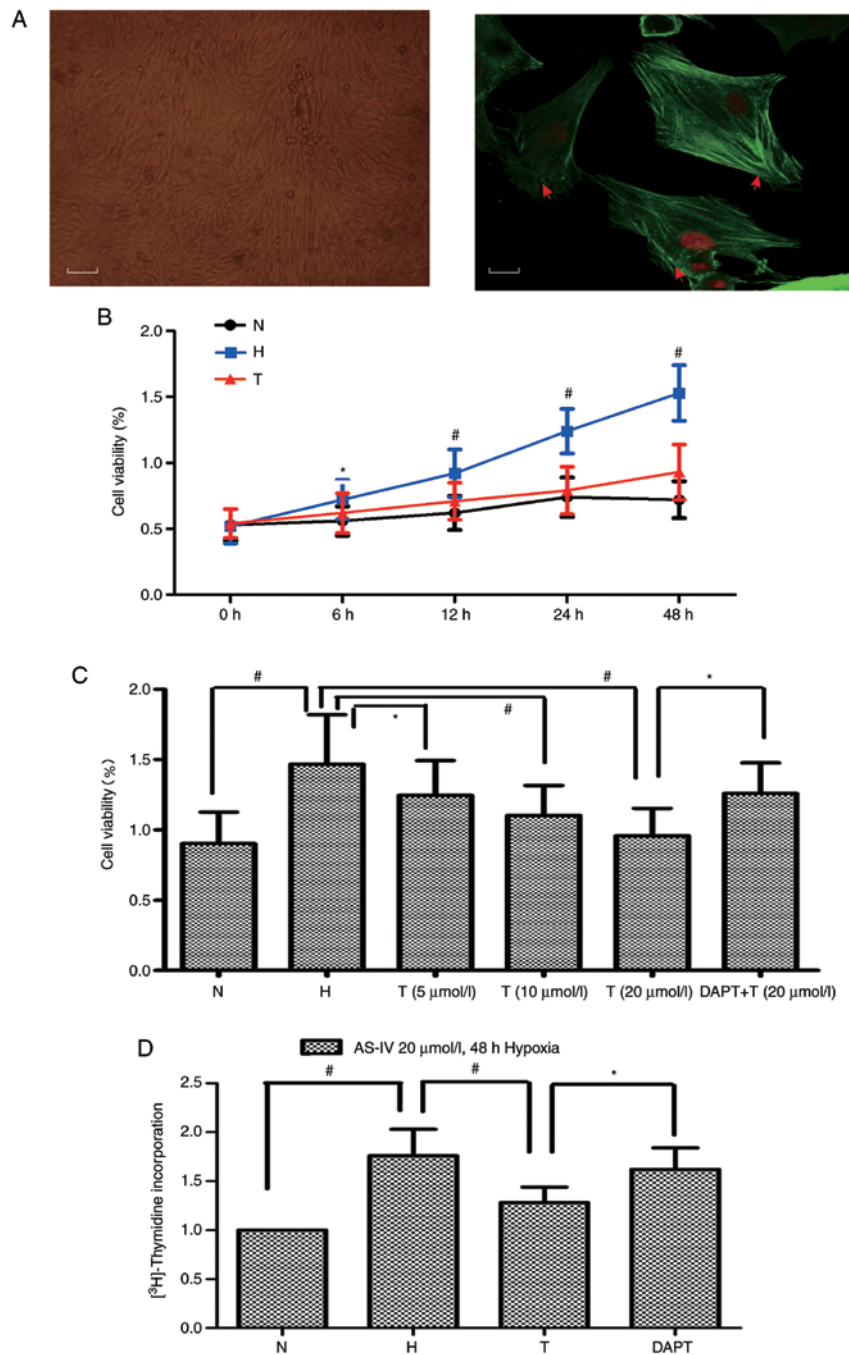 A
B
N
H
T
Cell viability (%)
2.0
1.5
1.0
0.5
0.0
*
#
#
#
0 h
6 h
12 h
24 h
48 h
C
Cell viability (%)
2.0
1.5
1.0
0.5
0.0
#
*
#
#
*
N
H
T (5 μmol/l)
T (10 μmol/l)
T (20 μmol/l)
DAPT+T (20 μmol/l)
D
AS-IV 20 μmol/l, 48 h Hypoxia
[³H]-Thymidine incorporation
2.5
2.0
1.5
1.0
0.5
0.0
#
#
*
N
H
T
DAPT